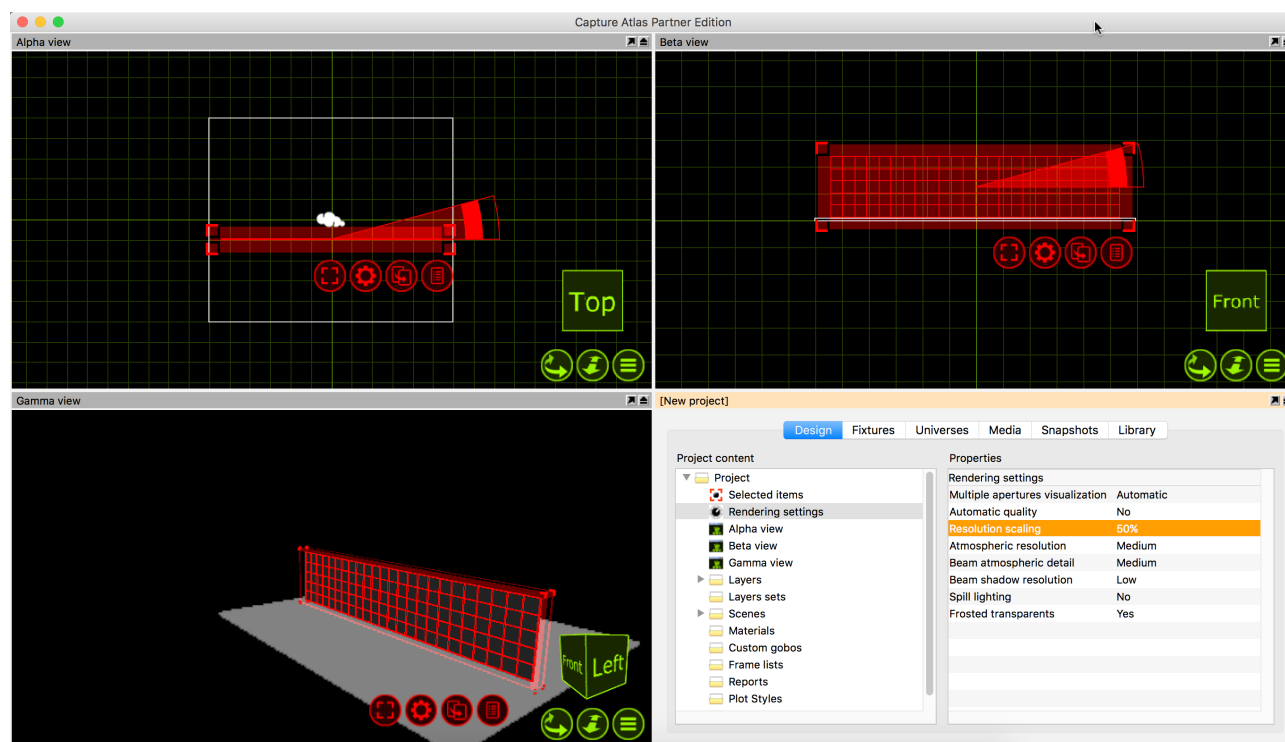 Capture Atlas Partner Edition
Alpha view
Beta view
Top
Front
Gamma view
Front Left
[New project]
Design Fixtures Universes Media Snapshots Library
Project content
Project
Selected items
Rendering settings
Alpha view
Beta view
Gamma view
Layers
Layers sets
Scenes
Materials
Custom gobos
Frame lists
Reports
Plot Styles
Properties
Rendering settings
Multiple apertures visualization Automatic
Automatic quality No
Resolution scaling 50%
Atmospheric resolution Medium
Beam atmospheric detail Medium
Beam shadow resolution Low
Spill lighting No
Frosted transparents Yes